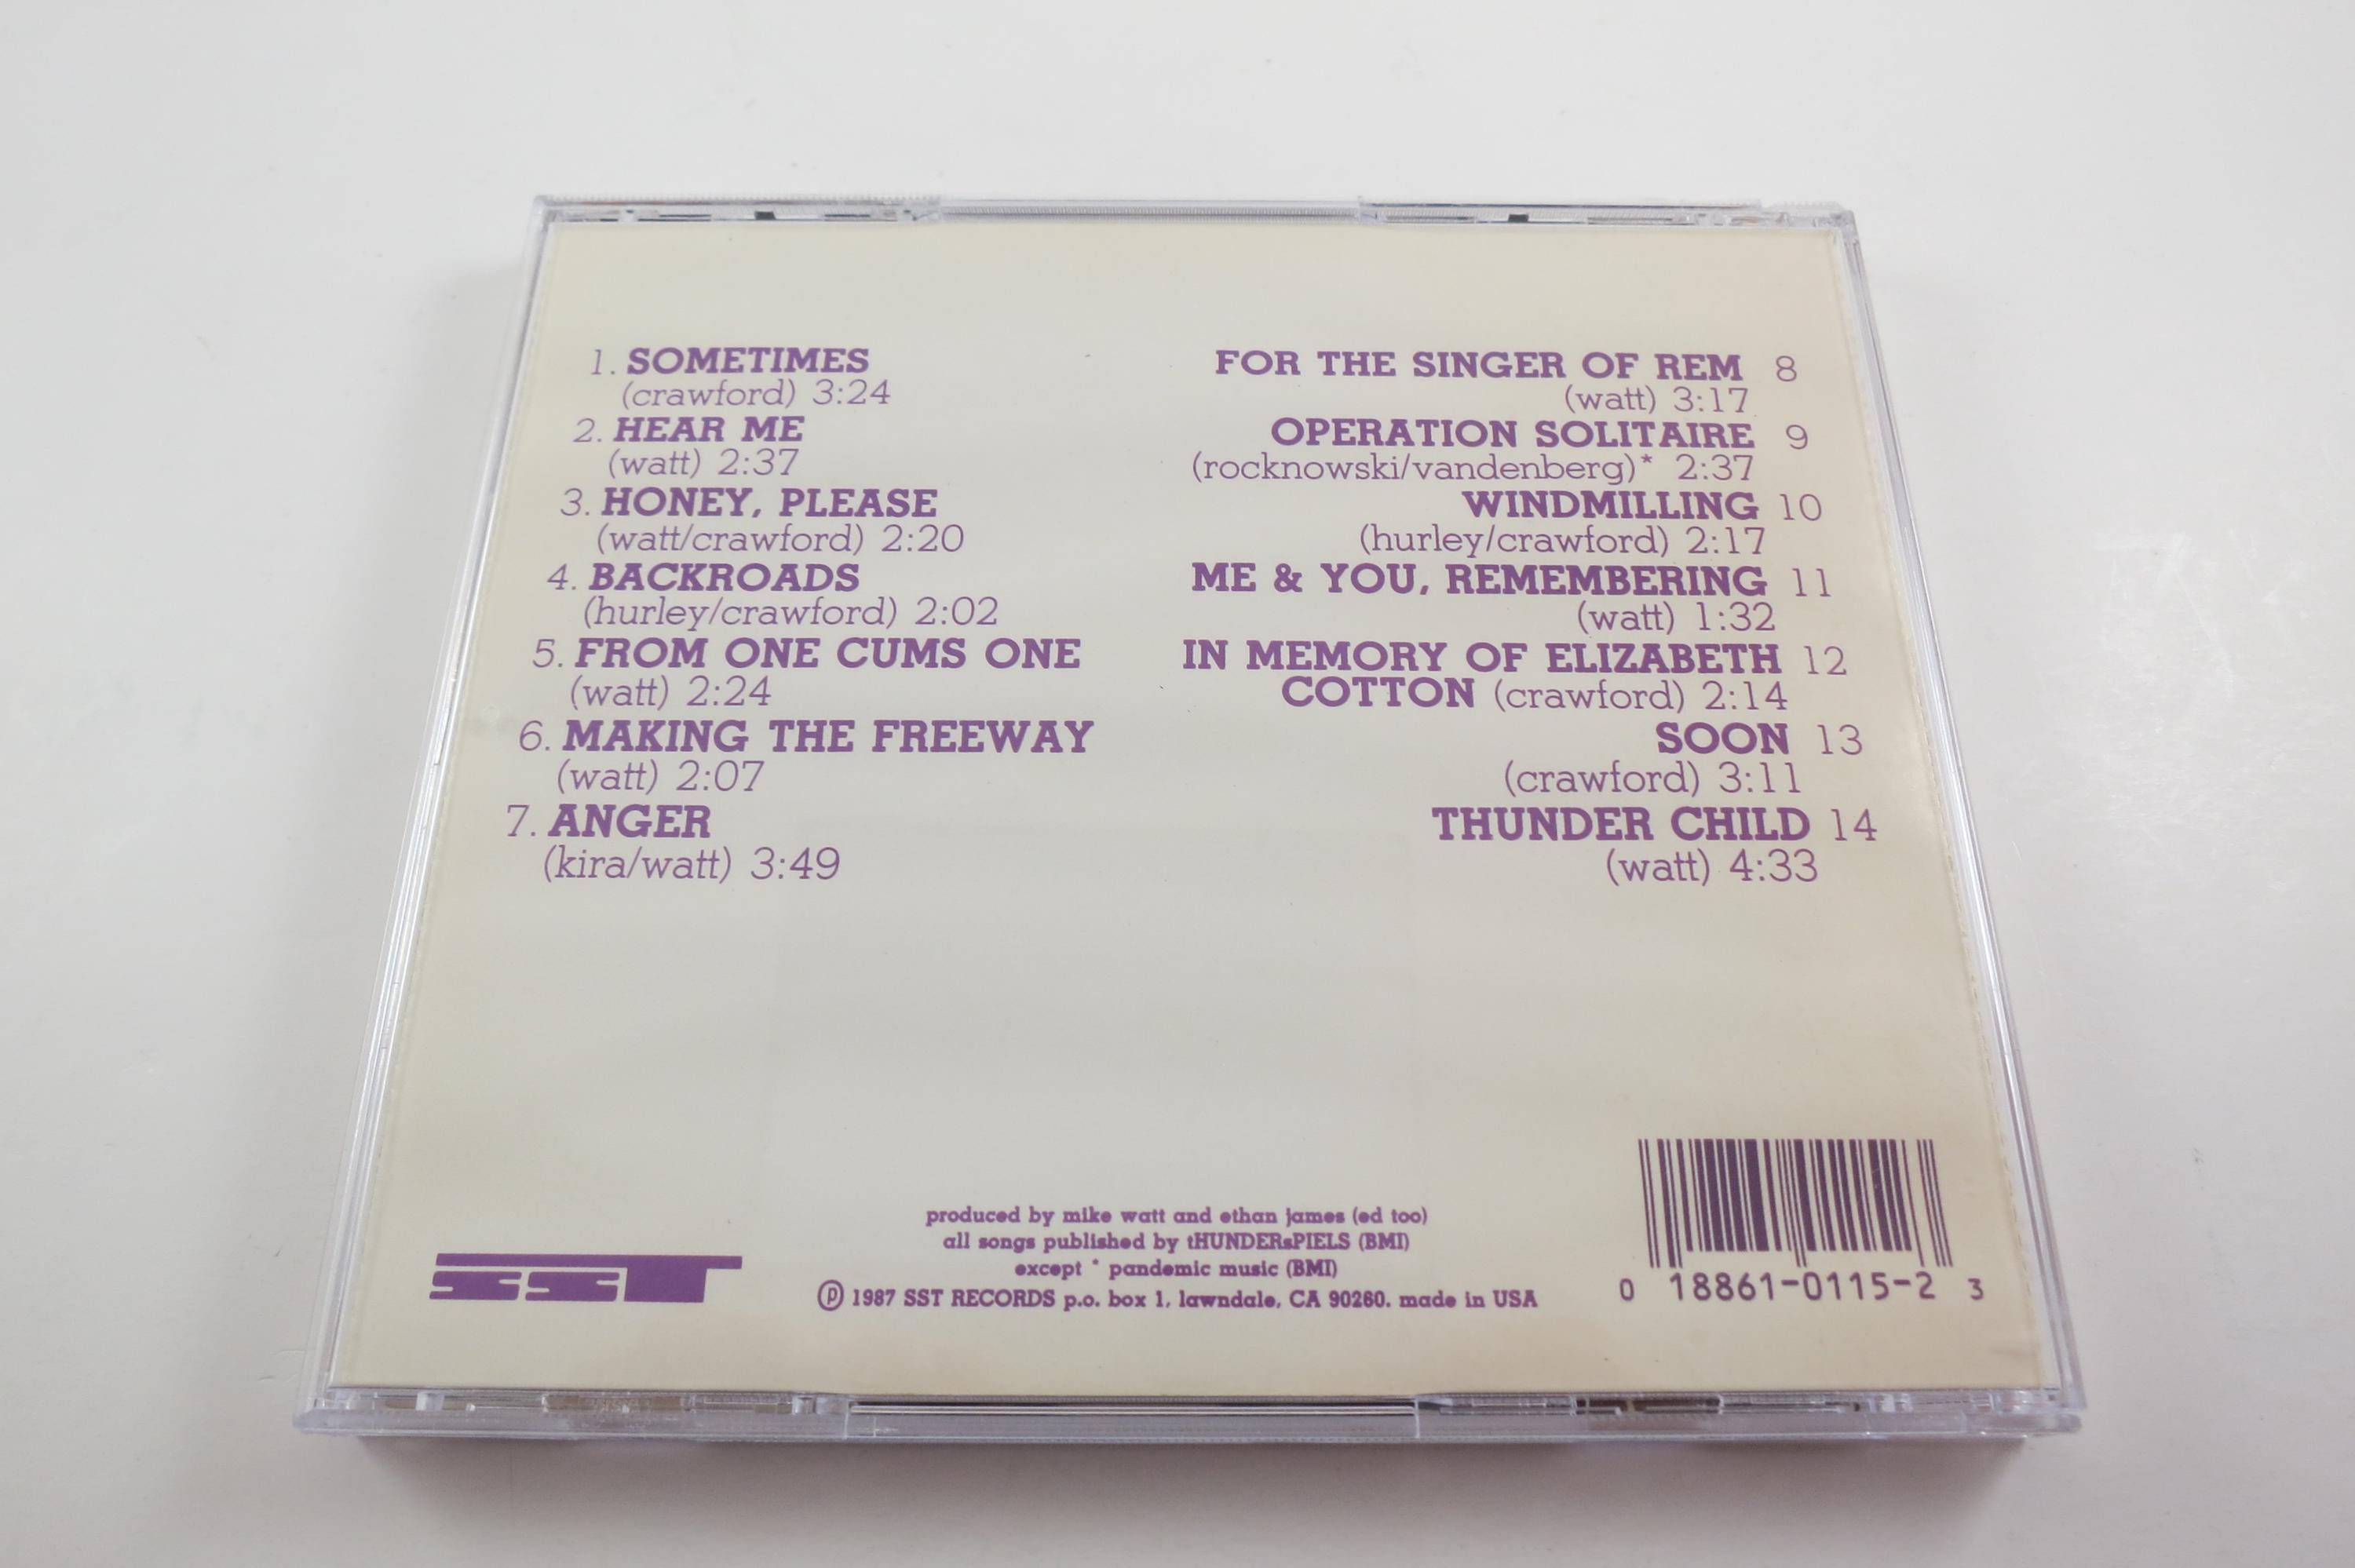 1. SOMETIMES
(crawford) 3:24
2. HEAR ME
(watt) 2:37
3. HONEY, PLEASE
(watt/crawford) 2:20
4. BACKROADS
(hurley/crawford) 2:02
5. FROM ONE CUMS ONE
(watt) 2:24
6. MAKING THE FREEWAY
(watt) 2:07
7. ANGER
(kira/watt) 3:49
FOR THE SINGER OF REM 8
(watt) 3:17
OPERATION SOLITAIRE 9
(rocknowski/vandenberg)* 2:37
WINDMILLING 10
(hurley/crawford) 2:17
ME & YOU, REMEMBERING 11
(watt) 1:32
IN MEMORY OF ELIZABETH 12
COTTON (crawford) 2:14
SOON 13
(crawford) 3:11
THUNDER CHILD 14
(watt) 4:33
SST
produced by mike watt and ethan james (ed too)
all songs published by tHUNDERsPIELS (BMI)
except * pandemic music (BMI)
℗ 1987 SST RECORDS p.o. box 1, lawndale, CA 90260. made in USA
0 18861-0115-2 3